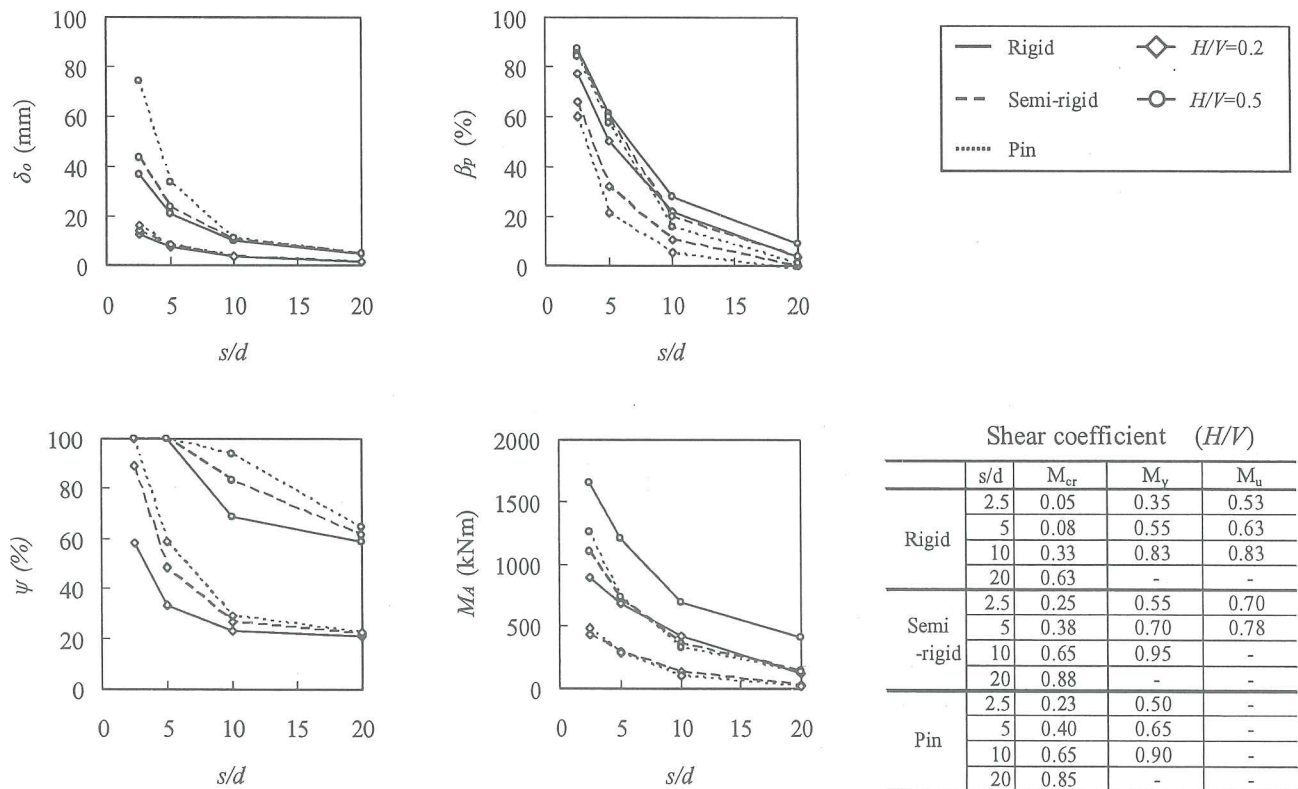 100
80
60
40
20
0
δo (mm)
0 5 10 15 20
s/d
100
80
60
40
20
0
βp (%)
0 5 10 15 20
s/d
Rigid
H/V=0.2
Semi-rigid
H/V=0.5
Pin
100
80
60
40
20
0
ψ (%)
0 5 10 15 20
s/d
2000
1500
1000
500
0
MA (kNm)
0 5 10 15 20
s/d
Shear coefficient (H/V)
s/d Mcr My Mu
Rigid
2.5 0.05 0.35 0.53
5 0.08 0.55 0.63
10 0.33 0.83 0.83
20 0.63 - -
Semi
-rigid
2.5 0.25 0.55 0.70
5 0.38 0.70 0.78
10 0.65 0.95 -
20 0.88 - -
Pin
2.5 0.23 0.50 -
5 0.40 0.65 -
10 0.65 0.90 -
20 0.85 - -